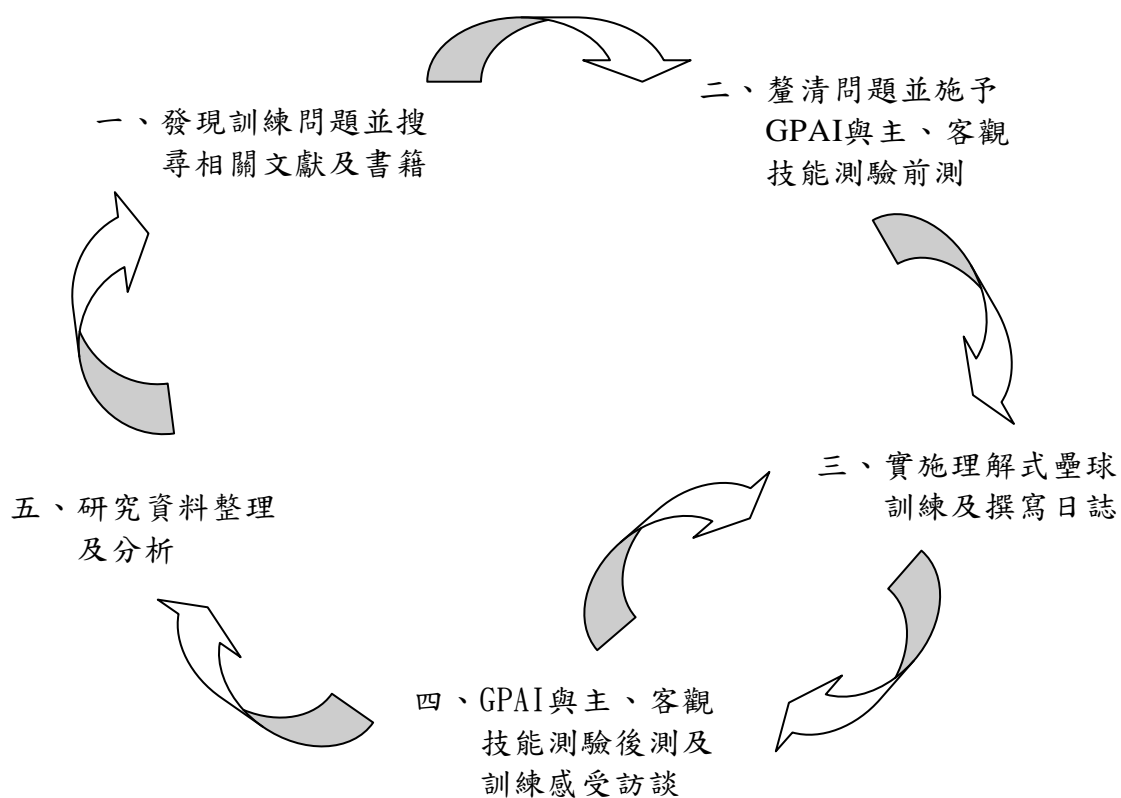 一、發現訓練問題並搜
尋相關文獻及書籍
二、釐清問題並施予
GPAI與主、客觀
技能測驗前測
三、實施理解式壘球
訓練及撰寫日誌
四、GPAI與主、客觀
技能測驗後測及
訓練感受訪談
五、研究資料整理
及分析